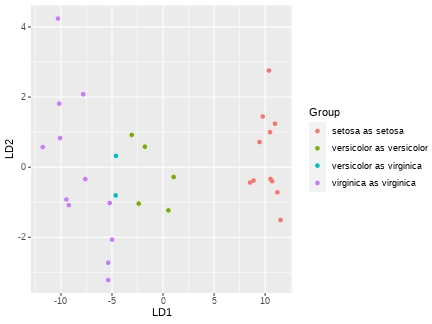 4
2
0
-2
-10
-5
0
5
10
LD1
LD2
Group
setosa as setosa
versicolor as versicolor
versicolor as virginica
virginica as virginica